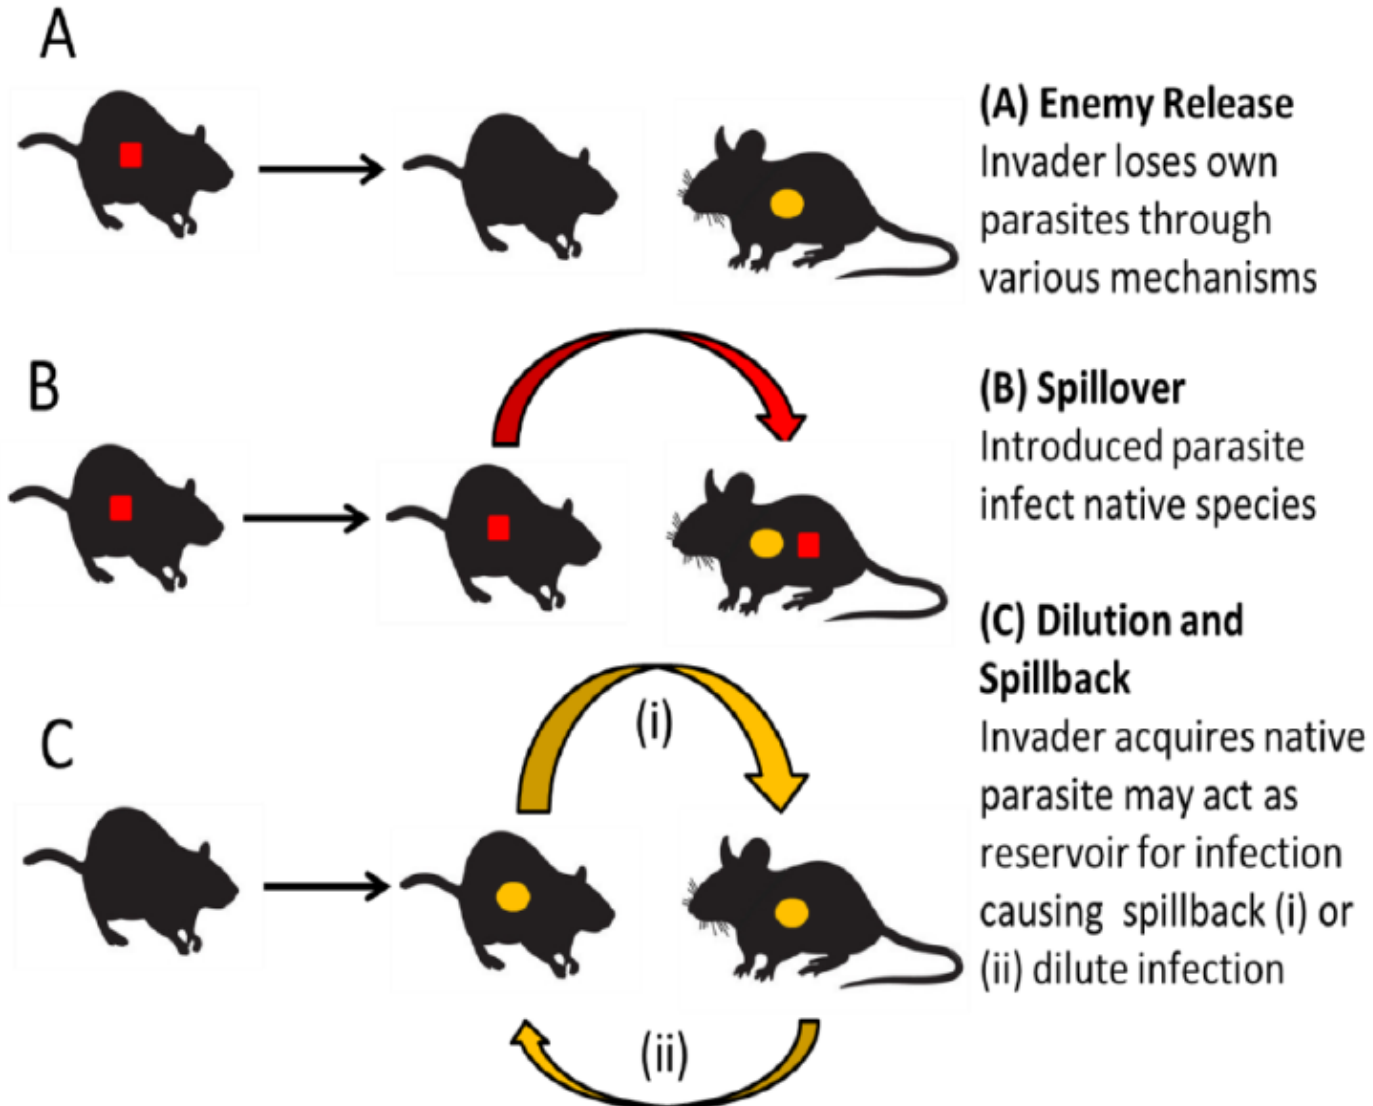 A
(A) Enemy Release
Invader loses own
parasites through
various mechanisms
B
(B) Spillover
Introduced parasite
infect native species
C
(i)
(ii)
(C) Dilution and
Spillback
Invader acquires native
parasite may act as
reservoir for infection
causing spillback (i) or
(ii) dilute infection